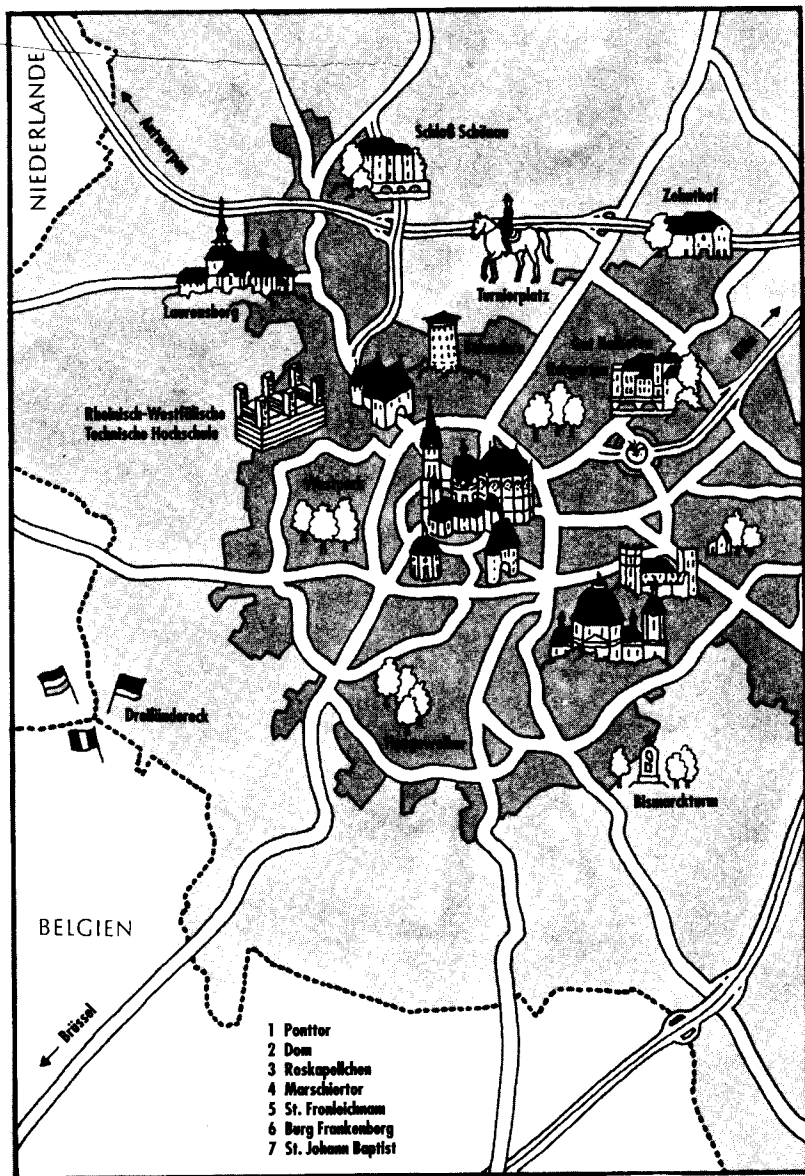 NIEDERLANDE
Antwerpen
Schloß Schönau
Zehnthof
Turnierplatz
Laurensberg
Rheinisch-Westfälische
Technische Hochschule
Dreiländereck
Bismarckturm
BELGIEN
Brüssel
1 Ponttor
2 Dom
3 Roskapellchen
4 Marschiertor
5 St. Fronleichnam
6 Burg Frankenberg
7 St. Johann Baptist